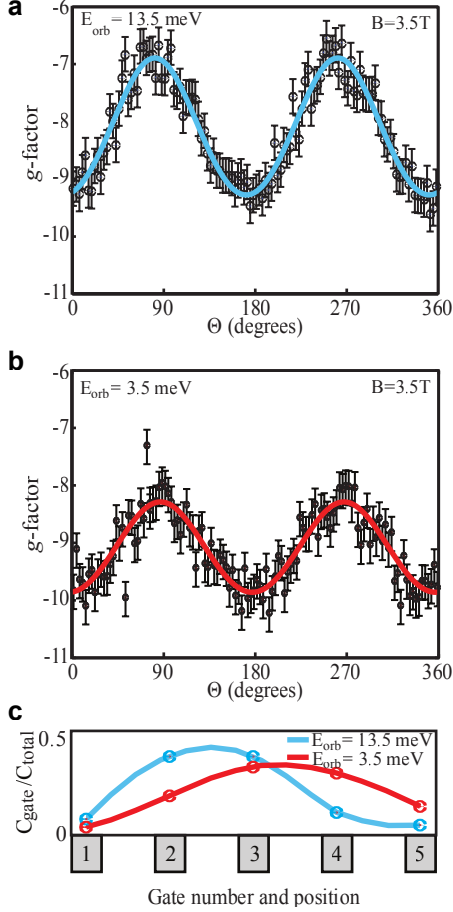 a
E_orb = 13.5 meV
B=3.5T
-6
-7
-8
-9
-10
-11
g-factor
0
90
180
270
360
Θ (degrees)
b
E_orb = 3.5 meV
B=3.5T
-6
-7
-8
-9
-10
-11
g-factor
0
90
180
270
360
Θ (degrees)
c
0.5
0
C_gate/C_total
E_orb = 13.5 meV
E_orb = 3.5 meV
1
2
3
4
5
Gate number and position